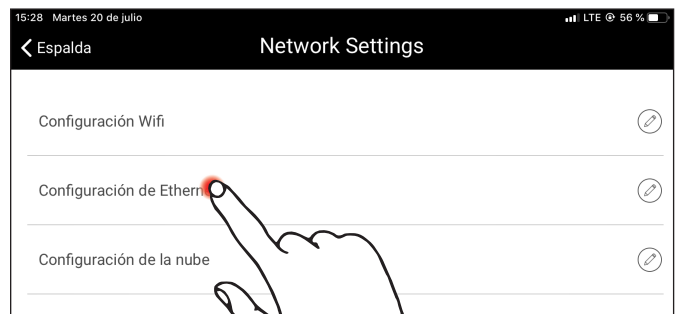 15:28 Martes 20 de julio LTE 56 %
Espalda
Network Settings
Configuración Wifi
Configuración de Ethern
Configuración de la nube